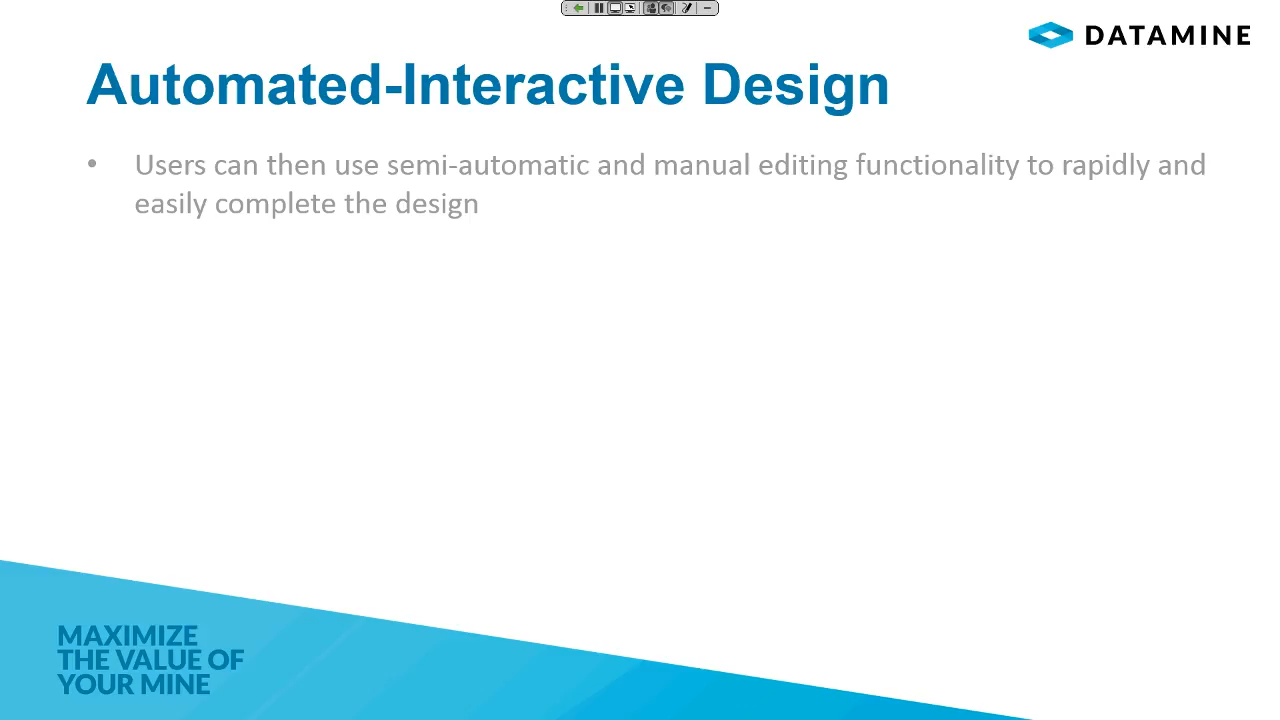 DATAMINE
Automated-Interactive Design
• Users can then use semi-automatic and manual editing functionality to rapidly and
easily complete the design
MAXIMIZE
THE VALUE OF
YOUR MINE